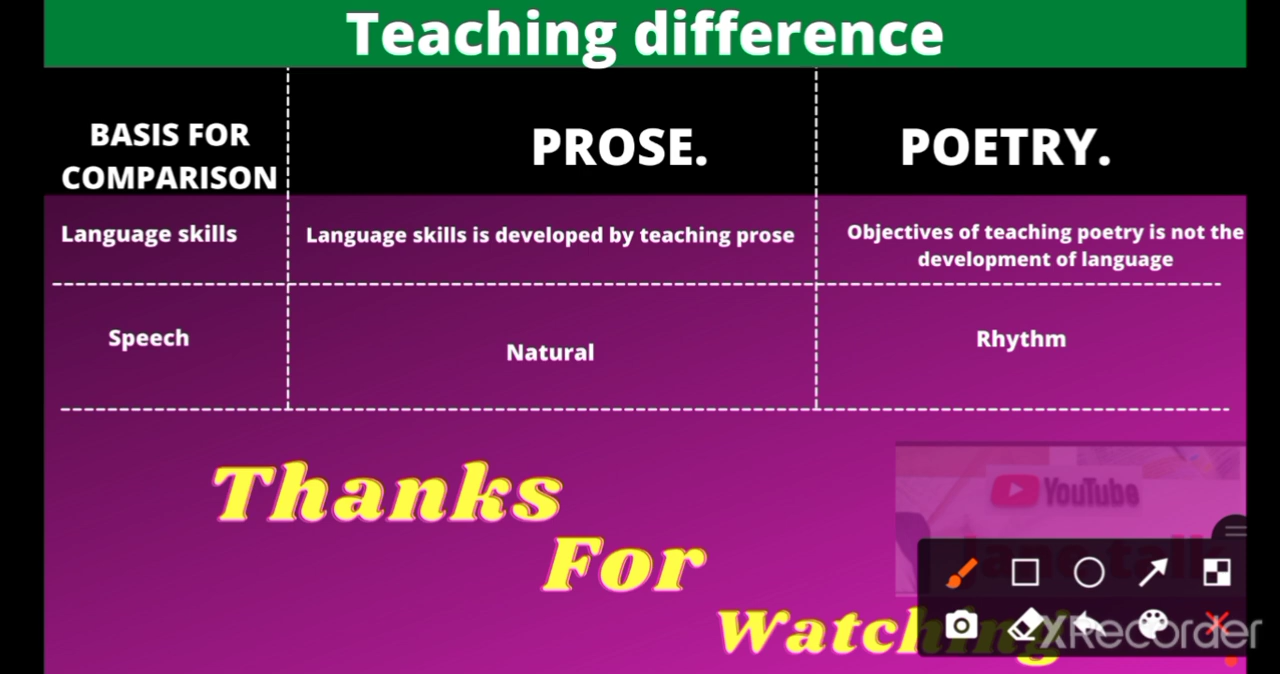 Teaching difference
BASIS FOR
COMPARISON
PROSE.
POETRY.
Language skills
Language skills is developed by teaching prose
Objectives of teaching poetry is not the
development of language
Speech
Natural
Rhythm
Thanks
For
Watching
YouTube
XRecorder